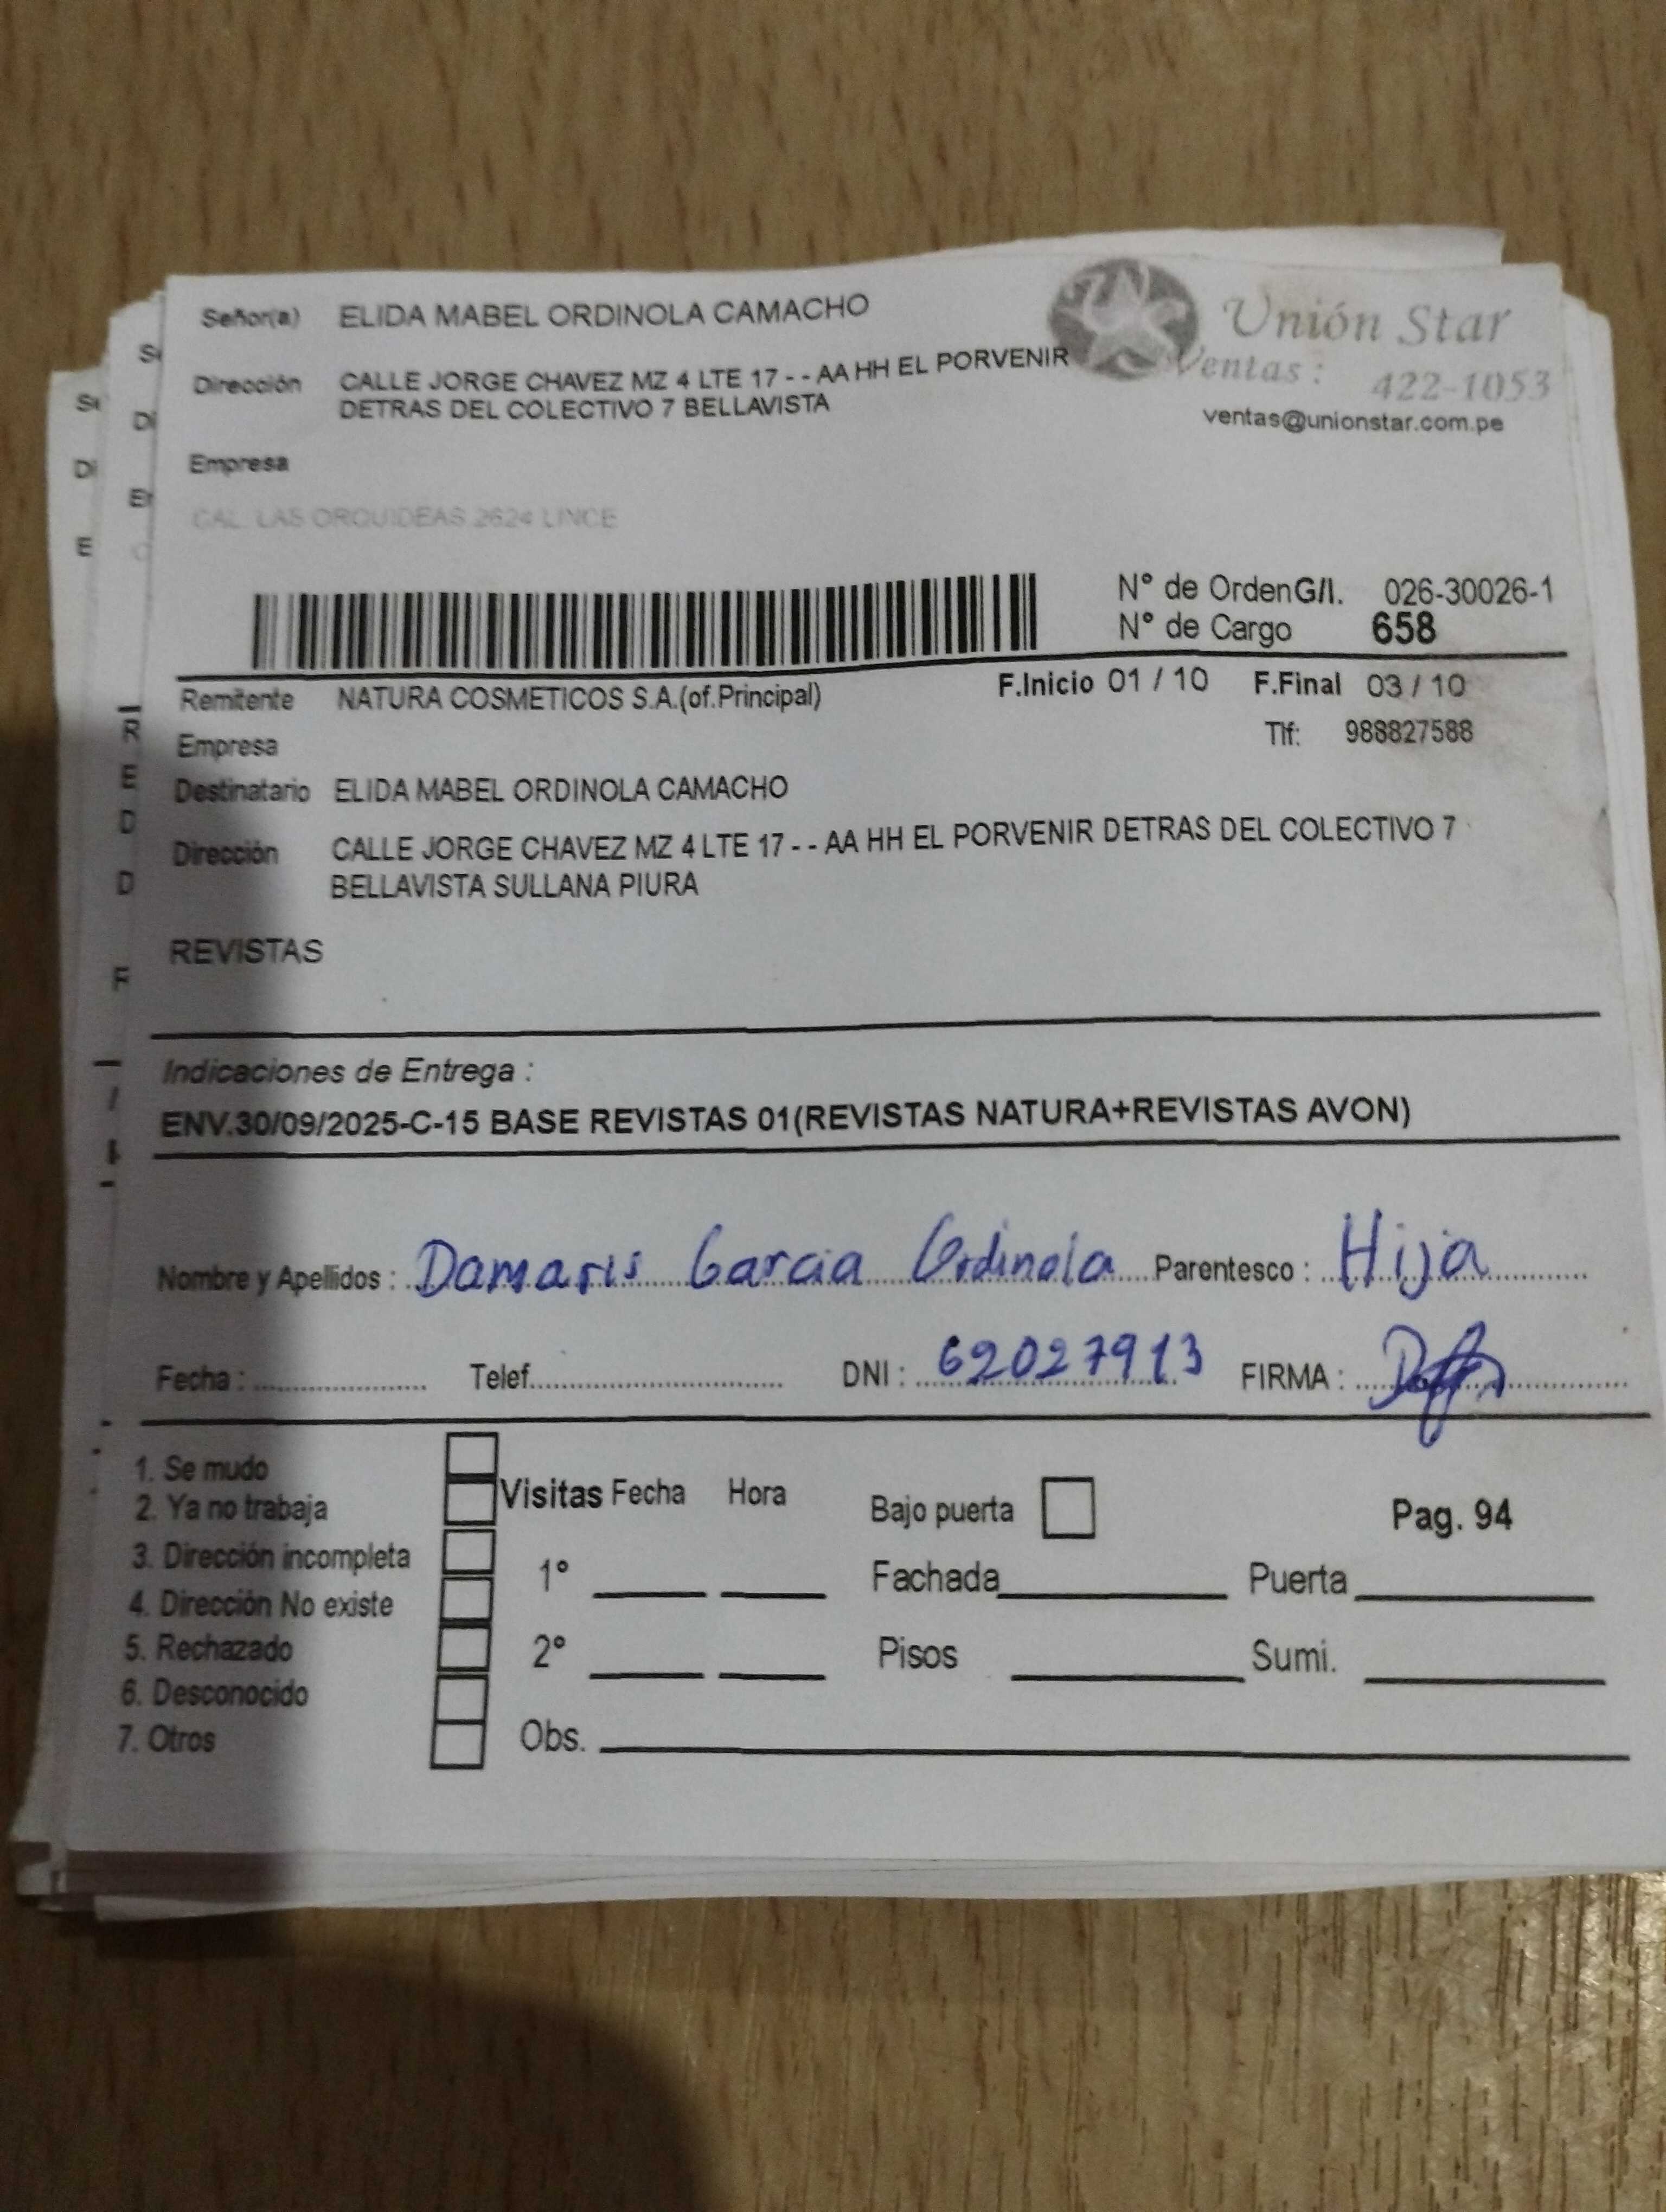 Señor(a) ELIDA MABEL ORDINOLA CAMACHO
Unión Star
Dirección CALLE JORGE CHAVEZ MZ 4 LTE 17 - - AA HH EL PORVENIR
DETRAS DEL COLECTIVO 7 BELLAVISTA
Ventas : 422-1053
ventas@unionstar.com.pe
Empresa
CAL. LAS ORQUIDEAS 2624 LINCE
N° de Orden G/I. 026-30026-1
N° de Cargo 658
Remitente NATURA COSMETICOS S.A.(of.Principal) F.Inicio 01 / 10 F.Final 03 / 10
Empresa Tlf: 988827588
Destinatario ELIDA MABEL ORDINOLA CAMACHO
Dirección CALLE JORGE CHAVEZ MZ 4 LTE 17 - - AA HH EL PORVENIR DETRAS DEL COLECTIVO 7
BELLAVISTA SULLANA PIURA
REVISTAS
Indicaciones de Entrega :
ENV.30/09/2025-C-15 BASE REVISTAS 01(REVISTAS NATURA+REVISTAS AVON)
Nombre y Apellidos : Damaris Garcia Ordinola Parentesco : Hija
Fecha : Telef. DNI : 62027913 FIRMA :
1. Se mudo
2. Ya no trabaja
3. Dirección incompleta
4. Dirección No existe
5. Rechazado
6. Desconocido
7. Otros
Visitas Fecha Hora Bajo puerta Pag. 94
1° Fachada Puerta
2° Pisos Sumi.
Obs.